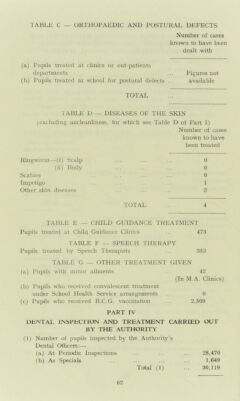 TABLE C — ORTHOPAEDIC AND POSTURAL DEFECTS
Number of cases
known to have been
dealt with
(a) Pupils treated at clinics or out-patients
departments ... Figures not
(b) Pupils treated at school for postural defects available
TOTAL
TABLE D — DISEASES OF THE SKIN
(excluding uncleanliness, for which see Table D of Part 1)
Number of cases
known to have
been treated
Ringworm—(i) Scalp ... 0
(ii) Body ... 0
Scabies ... 0
Impetigo ... 1
Other skin diseases ... 3
TOTAL ... 4
TABLE E — CHILD GUIDANCE TREATMENT
Pupils treated at Child Guidance Clinics 473
TABLE F — SPEECH THERAPY
Pupils treated by Speech Therapists
TABLE G — OTHER TREATMENT GIVEN
(a) Pupils with minor ailments ... 42
(In M.A. Clinics)
(b) Pupils who received convalescent treatment
under School Health Service arrangements ...
(c) Pupils who received B.C.G. vaccination ...
PART IV
DENTAL INSPECTION AND TREATMENT CARRIED OUT
BY THE AUTHORITY
(1) Number of pupils inspected by the Authority's
Dental Officers:—
(a) At Periodic Inspections ... 28,470
(b) As Specials ... 1,649
Total (1) ... 30,119
62